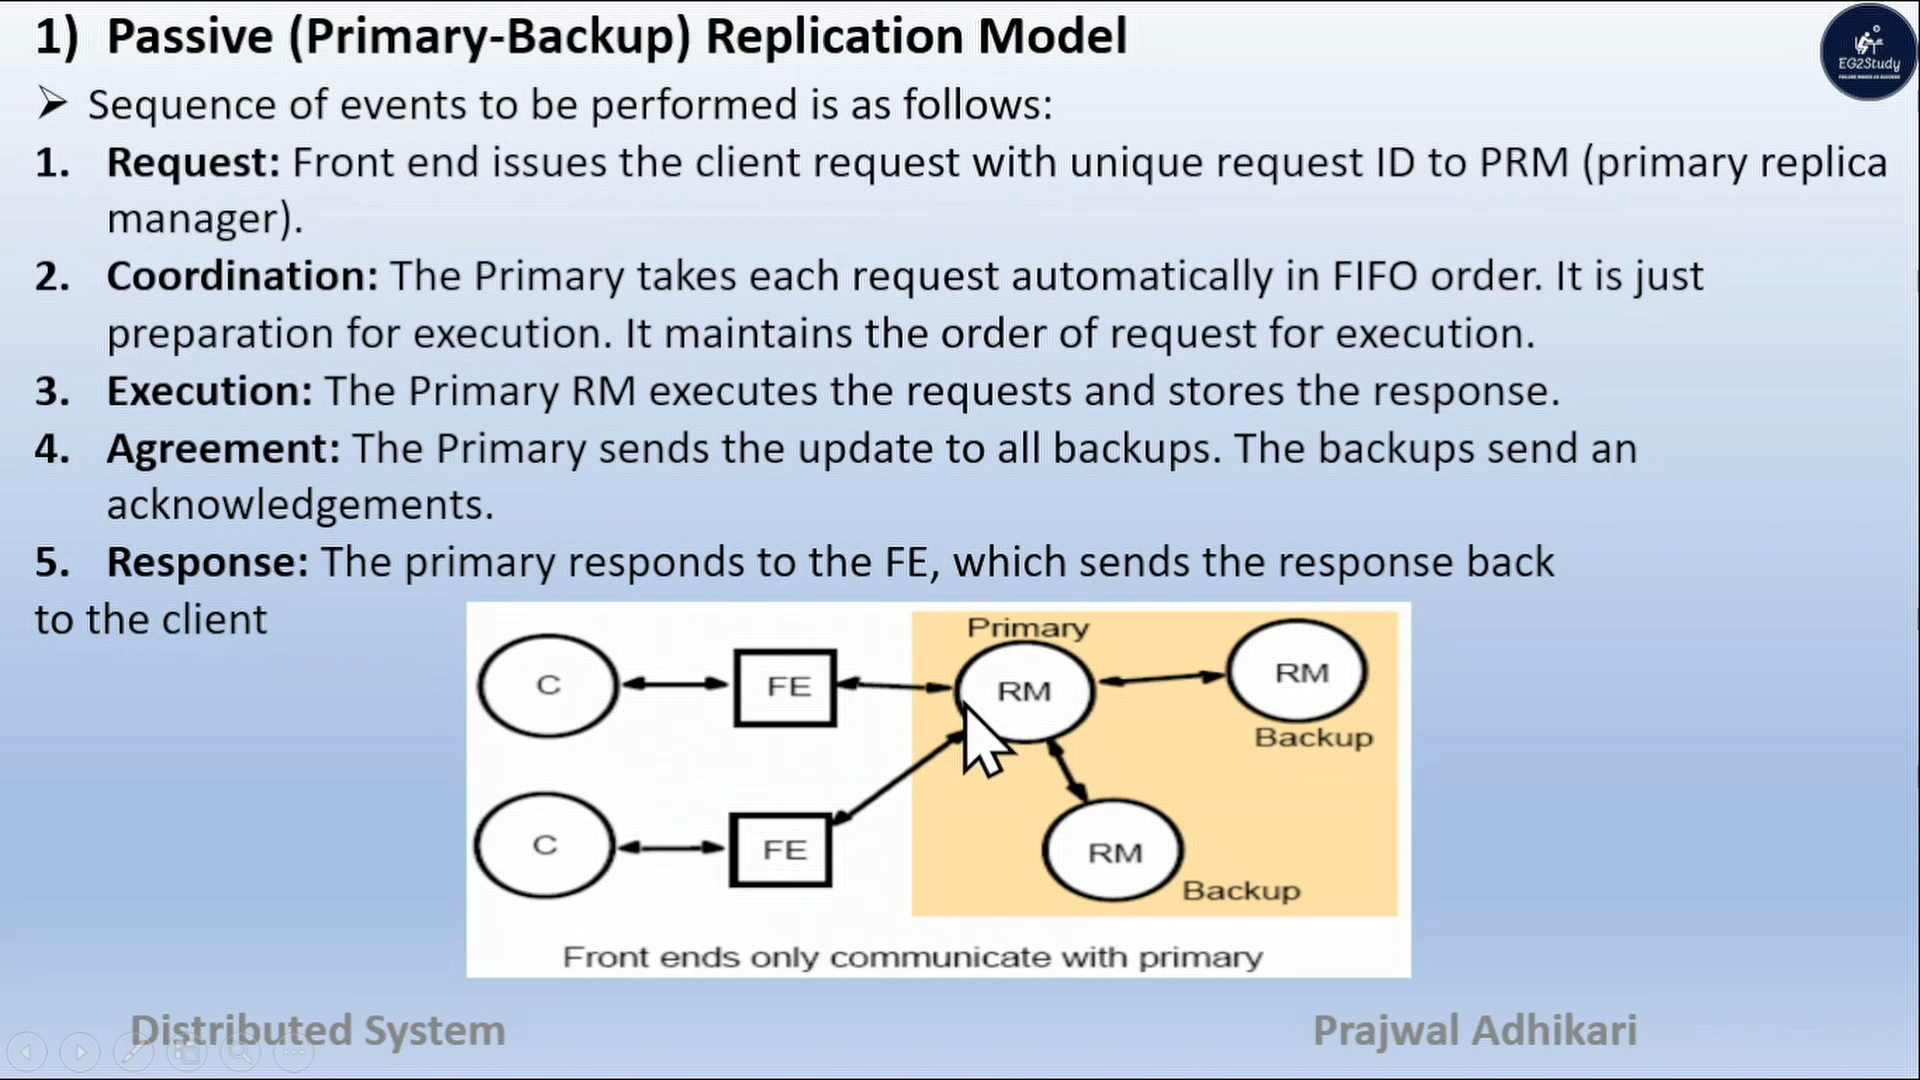 1) Passive (Primary-Backup) Replication Model
EG2Study
➢ Sequence of events to be performed is as follows:
1. Request: Front end issues the client request with unique request ID to PRM (primary replica
manager).
2. Coordination: The Primary takes each request automatically in FIFO order. It is just
preparation for execution. It maintains the order of request for execution.
3. Execution: The Primary RM executes the requests and stores the response.
4. Agreement: The Primary sends the update to all backups. The backups send an
acknowledgements.
5. Response: The primary responds to the FE, which sends the response back
to the client
Primary
C FE RM RM
Backup
C FE RM
Backup
Front ends only communicate with primary
Distributed System
Prajwal Adhikari